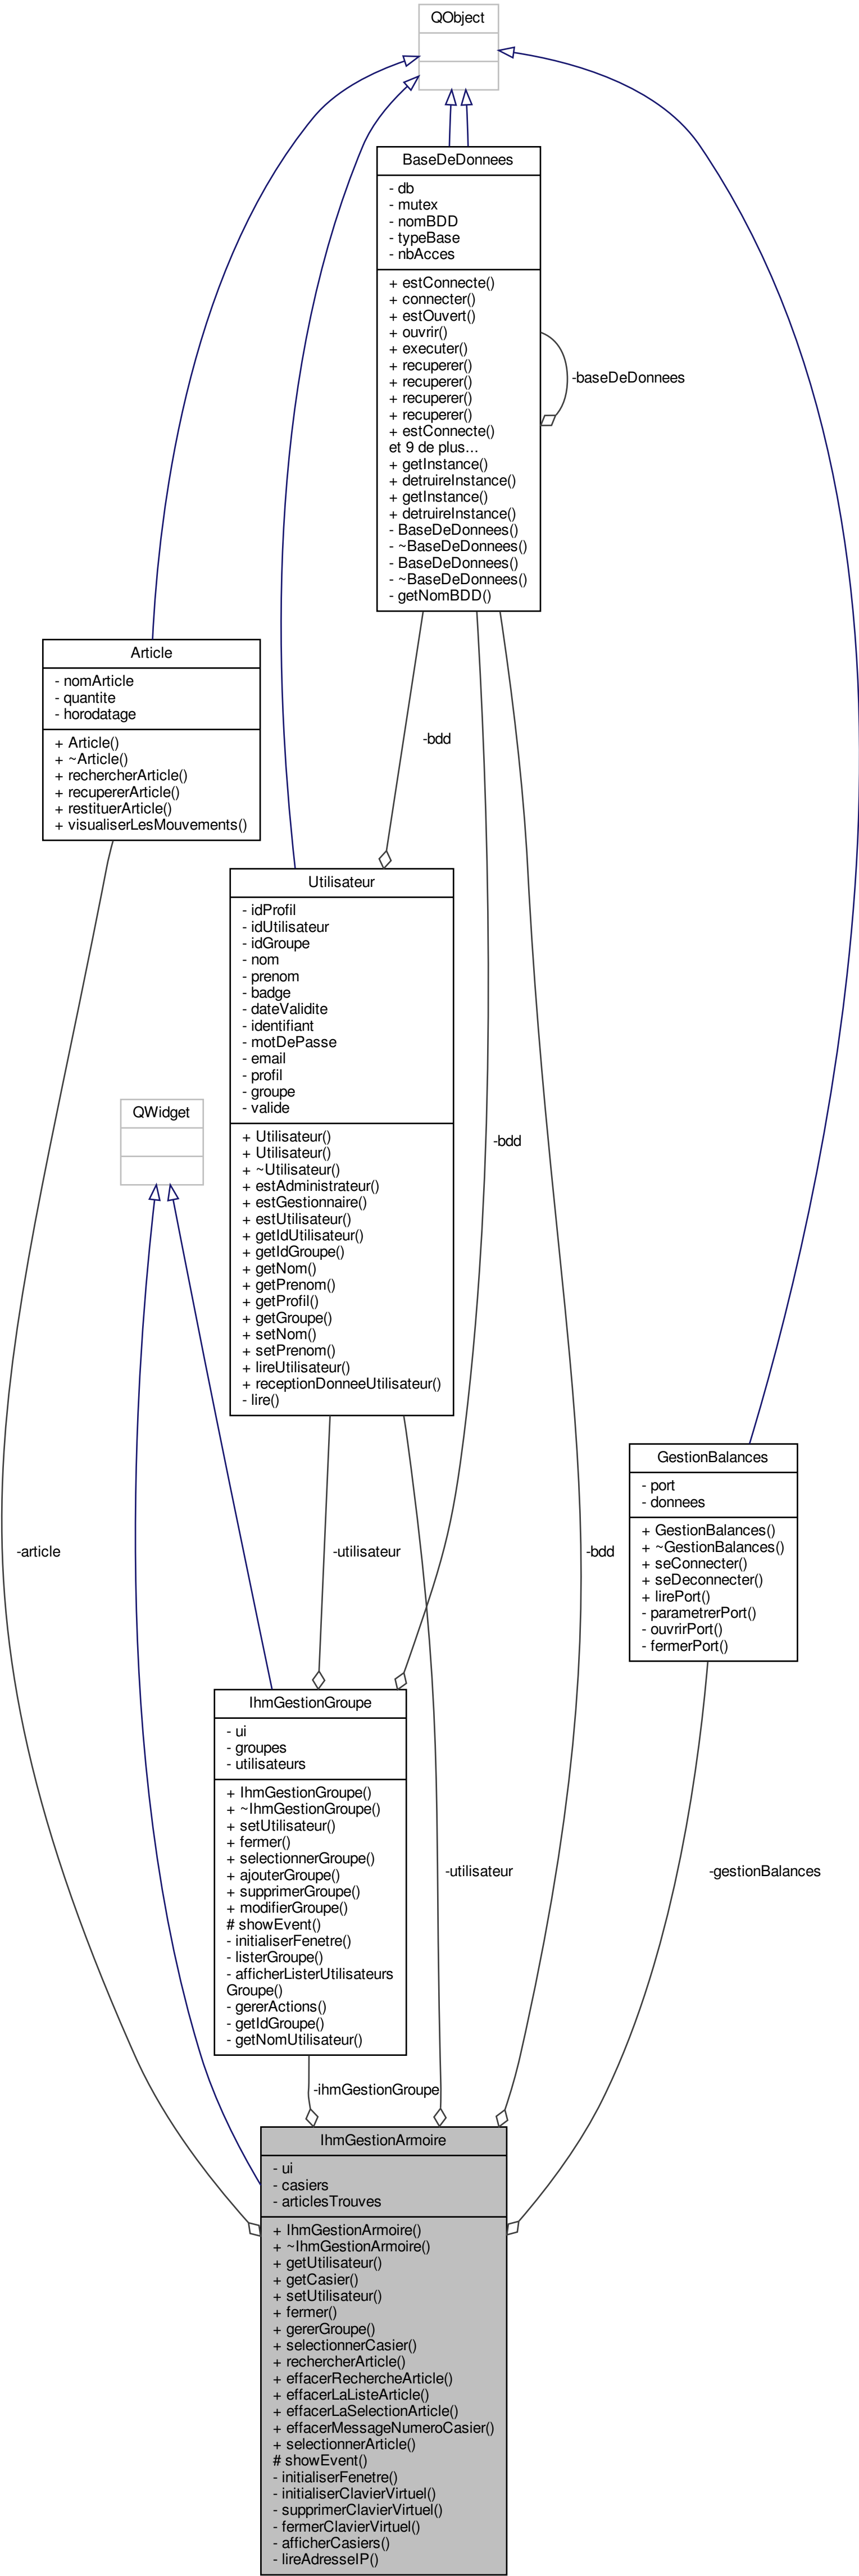 QObject
BaseDeDonnees
- db
- mutex
- nomBDD
- typeBase
- nbAcces
+ estConnecte()
+ connecter()
+ estOuvert()
+ ouvrir()
+ executer()
+ recuperer()
+ recuperer()
+ recuperer()
+ recuperer()
+ estConnecte()
et 9 de plus...
+ getInstance()
+ detruireInstance()
+ getInstance()
+ detruireInstance()
- BaseDeDonnees()
- ~BaseDeDonnees()
- BaseDeDonnees()
- ~BaseDeDonnees()
- getNomBDD()
-baseDeDonnees
Article
- nomArticle
- quantite
- horodatage
+ Article()
+ ~Article()
+ rechercherArticle()
+ recupererArticle()
+ restituerArticle()
+ visualiserLesMouvements()
-bdd
Utilisateur
- idProfil
- idUtilisateur
- idGroupe
- nom
- prenom
- badge
- dateValidite
- identifiant
- motDePasse
- email
- profil
- groupe
- valide
+ Utilisateur()
+ Utilisateur()
+ ~Utilisateur()
+ estAdministrateur()
+ estGestionnaire()
+ estUtilisateur()
+ getIdUtilisateur()
+ getIdGroupe()
+ getNom()
+ getPrenom()
+ getProfil()
+ getGroupe()
+ setNom()
+ setPrenom()
+ lireUtilisateur()
+ receptionDonneeUtilisateur()
- lire()
QWidget
-bdd
GestionBalances
- port
- donnees
+ GestionBalances()
+ ~GestionBalances()
+ seConnecter()
+ seDeconnecter()
+ lirePort()
- parametrerPort()
- ouvrirPort()
- fermerPort()
-article
-utilisateur
-bdd
IhmGestionGroupe
- ui
- groupes
- utilisateurs
+ IhmGestionGroupe()
+ ~IhmGestionGroupe()
+ setUtilisateur()
+ fermer()
+ selectionnerGroupe()
+ ajouterGroupe()
+ supprimerGroupe()
+ modifierGroupe()
# showEvent()
- initialiserFenetre()
- listerGroupe()
- afficherListerUtilisateurs
Groupe()
- gererActions()
- getIdGroupe()
- getNomUtilisateur()
-utilisateur
-gestionBalances
-ihmGestionGroupe
IhmGestionArmoire
- ui
- casiers
- articlesTrouves
+ IhmGestionArmoire()
+ ~IhmGestionArmoire()
+ getUtilisateur()
+ getCasier()
+ setUtilisateur()
+ fermer()
+ gererGroupe()
+ selectionnerCasier()
+ rechercherArticle()
+ effacerRechercheArticle()
+ effacerLaListeArticle()
+ effacerLaSelectionArticle()
+ effacerMessageNumeroCasier()
+ selectionnerArticle()
# showEvent()
- initialiserFenetre()
- initialiserClavierVirtuel()
- supprimerClavierVirtuel()
- fermerClavierVirtuel()
- afficherCasiers()
- lireAdresseIP()